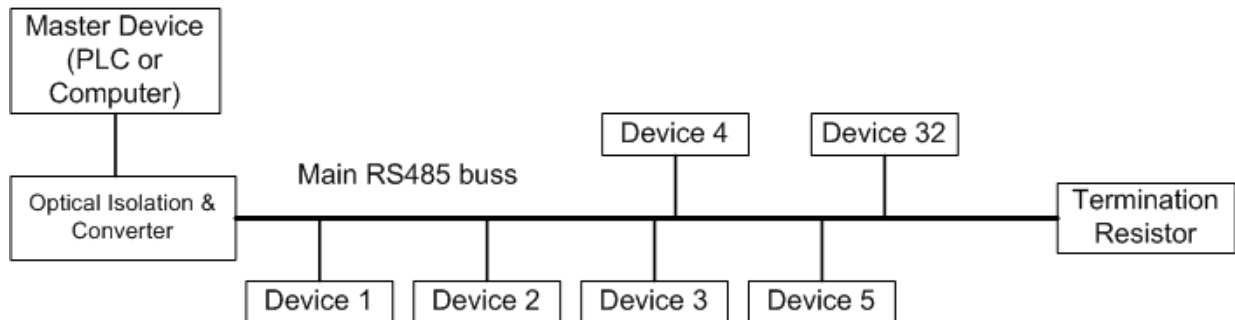 Master Device
(PLC or
Computer)
Device 4
Device 32
Main RS485 buss
Optical Isolation &
Converter
Termination
Resistor
Device 1
Device 2
Device 3
Device 5